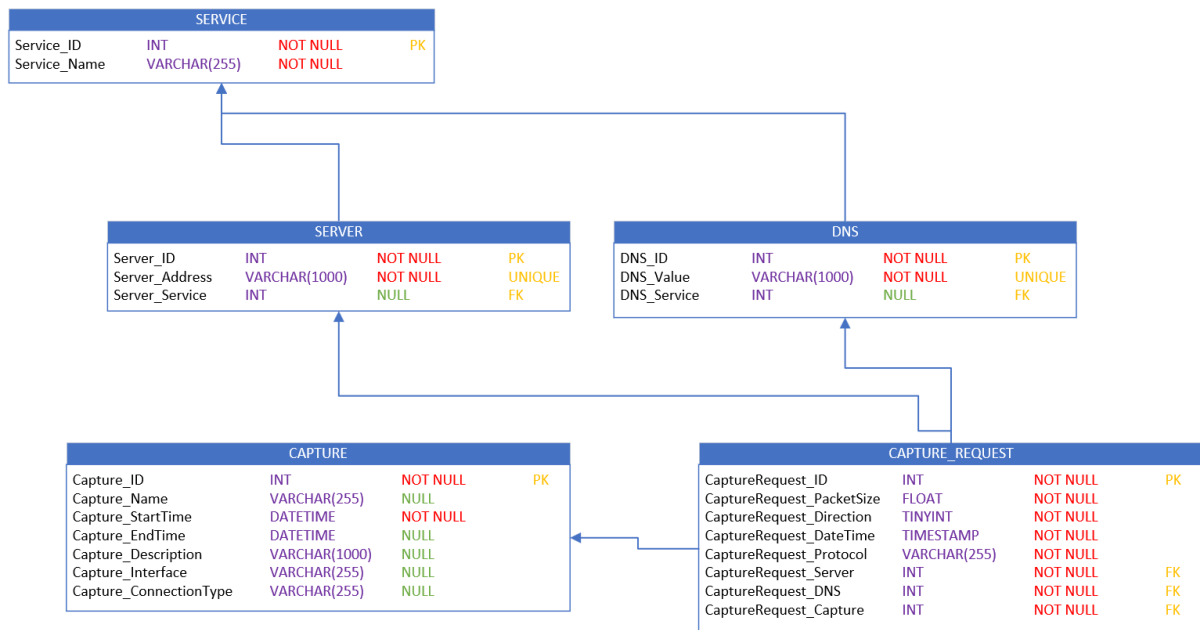 SERVICE
Service_ID INT NOT NULL PK
Service_Name VARCHAR(255) NOT NULL
SERVER
Server_ID INT NOT NULL PK
Server_Address VARCHAR(1000) NOT NULL UNIQUE
Server_Service INT NULL FK
DNS
DNS_ID INT NOT NULL PK
DNS_Value VARCHAR(1000) NOT NULL UNIQUE
DNS_Service INT NULL FK
CAPTURE
Capture_ID INT NOT NULL PK
Capture_Name VARCHAR(255) NULL
Capture_StartTime DATETIME NOT NULL
Capture_EndTime DATETIME NULL
Capture_Description VARCHAR(1000) NULL
Capture_Interface VARCHAR(255) NULL
Capture_ConnectionType VARCHAR(255) NULL
CAPTURE_REQUEST
CaptureRequest_ID INT NOT NULL PK
CaptureRequest_PacketSize FLOAT NOT NULL
CaptureRequest_Direction TINYINT NOT NULL
CaptureRequest_DateTime TIMESTAMP NOT NULL
CaptureRequest_Protocol VARCHAR(255) NOT NULL
CaptureRequest_Server INT NOT NULL FK
CaptureRequest_DNS INT NOT NULL FK
CaptureRequest_Capture INT NOT NULL FK